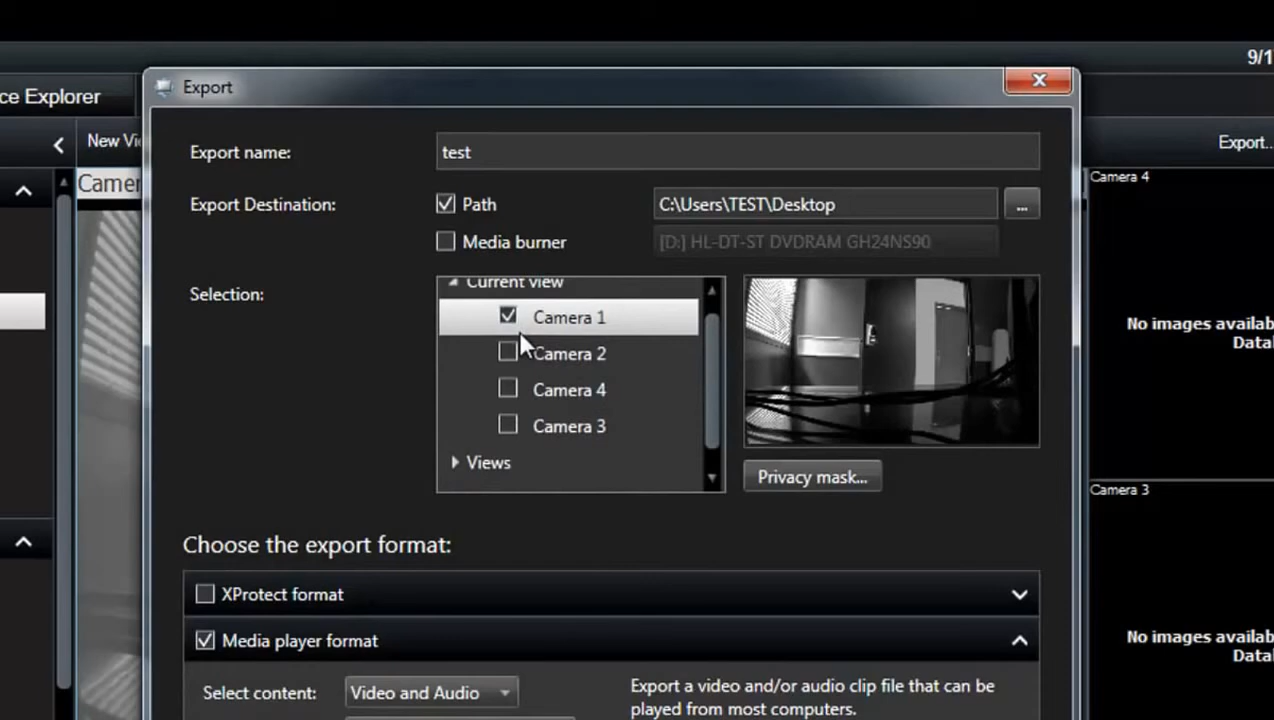 9/1
ce Explorer
Export
New Vi
Export...
Camer
Camera 4
Export name:
test
Export Destination:
Path
C:\Users\TEST\Desktop
...
Media burner
[D:] HL-DT-ST DVDRAM GH24NS90
Selection:
Current view
Camera 1
Camera 2
Camera 4
Camera 3
Views
Privacy mask...
No images availab
Datal
Camera 3
Choose the export format:
XProtect format
Media player format
No images availab
Datal
Select content:
Video and Audio
Export a video and/or audio clip file that can be
played from most computers.